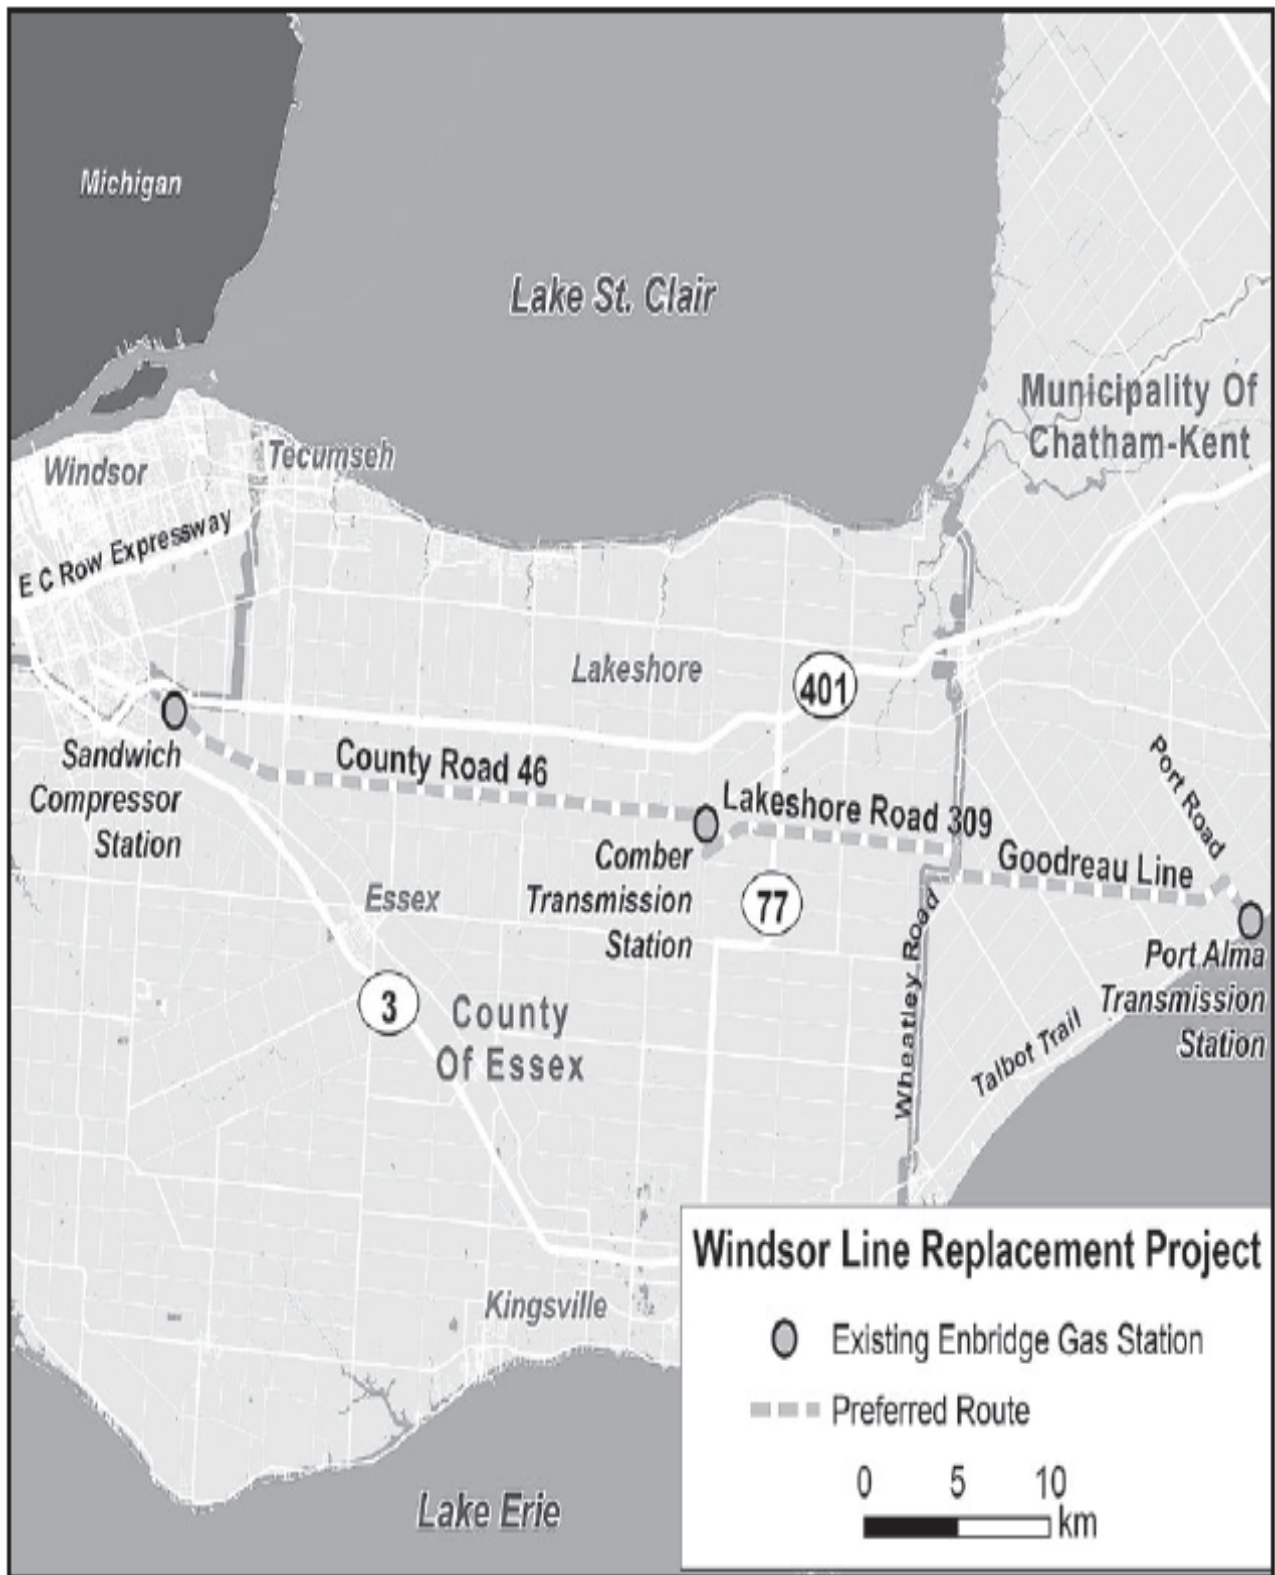 Michigan
Lake St. Clair
Municipality Of
Chatham-Kent
Tecumseh
Windsor
E C Row Expressway
Lakeshore
401
Sandwich
Compressor
Station
County Road 46
Lakeshore Road 309
Port Road
Comber
Transmission
Station
Goodreau Line
77
Essex
Wheatley Road
Port Alma
Transmission
Station
3
County
Of Essex
Talbot Trail
Kingsville
Lake Erie
Windsor Line Replacement Project
Existing Enbridge Gas Station
Preferred Route
0 5 10
km